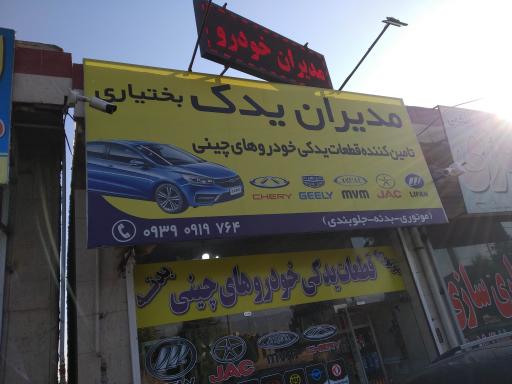 مدیران خودرو
مدیران یدک بختیاری
تامین کننده قطعات یدکی خودروهای چینی
CHERY GEELY mvm JAC LIFAN
(موتوری-بدنه-جلوبندی)
۰۹۳۹ ۰۹۱۹ ۷۶۴
قطعات یدکی خودروهای چینی
JAC